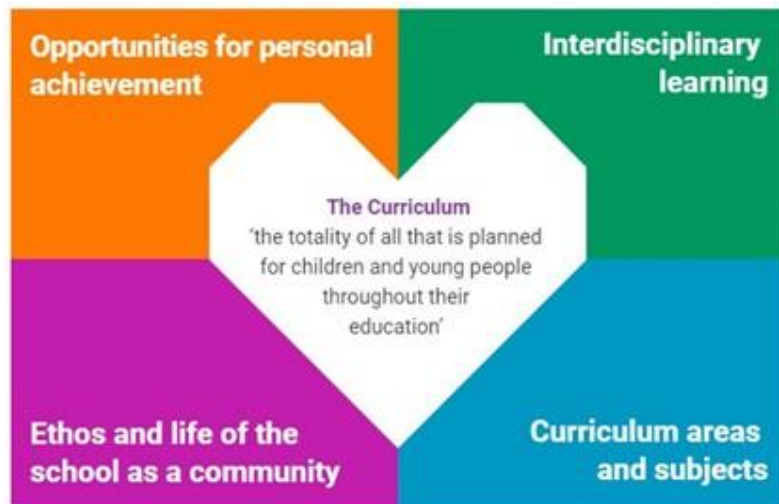 Opportunities for personal
achievement
Interdisciplinary
learning
The Curriculum
‘the totality of all that is planned
for children and young people
throughout their
education’
Ethos and life of the
school as a community
Curriculum areas
and subjects